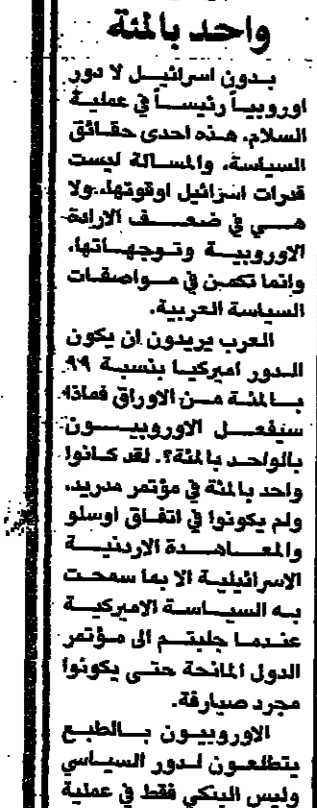 واحد بالمئة
بدون اسرائيل لا دور
اوروبياً رئيساً في عملية
السلام. هذه احدى حقائق
السياسة. والمسالة ليست
قدرات اسرائيل اوقوتها. ولا
هي في ضعف الارادة
الاوروبية وتوجهاتها.
وانما تكمن في مواصفات
السياسة العربية.
العرب يريدون ان يكون
الدور اميركيا بنسبة ٩٩
بالمئة من الاوراق فماذا
سيفعل الاوروبيون
بالواحد بالمئة؟. لقد كانوا
واحد بالمئة في مؤتمر مدريد.
ولم يكونوا في اتفاق اوسلو
والمعاهدة الاردنية
الاسرائيلية الا بما سمحت
به السياسة الاميركية
عندما جلبتم الى مؤتمر
الدول المانحة حتى يكونوا
مجرد صيارفة.
الاوروبيون بالطبع
يتطلعون لدور السياسي
وليس البنكي فقط في عملية